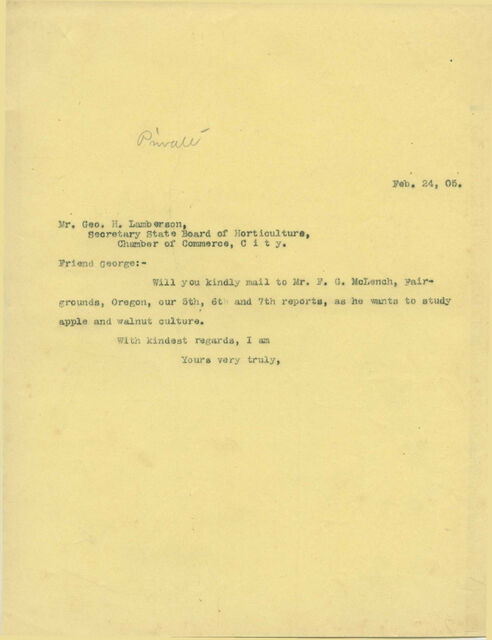 Private
Feb. 24, 05.
Mr. Geo. H. Lamberson,
Secretary State Board of Horticulture,
Chamber of Commerce, C i t y.
Friend George:-
Will you kindly mail to Mr. F. G. McLench, Fair-
grounds, Oregon, our 5th, 6th and 7th reports, as he wants to study
apple and walnut culture.
With kindest regards, I am
Yours very truly,